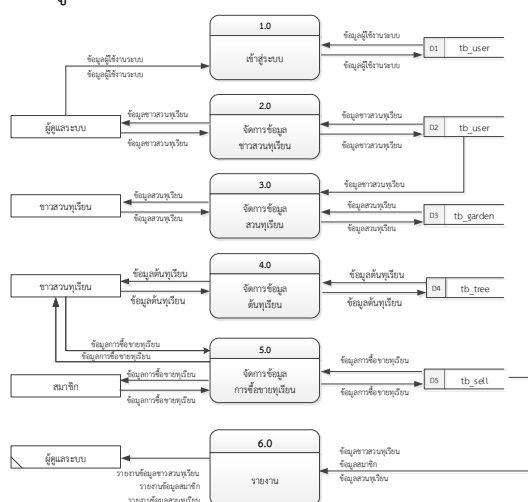 1.0
เข้าสู่ระบบ
ข้อมูลผู้ใช้งานระบบ
ข้อมูลผู้ใช้งานระบบ
D1 tb_user
ข้อมูลผู้ใช้งานระบบ
ข้อมูลผู้ใช้งานระบบ
2.0
จัดการข้อมูล
ชาวสวนทุเรียน
ผู้ดูแลระบบ
ข้อมูลชาวสวนทุเรียน
ข้อมูลชาวสวนทุเรียน
ข้อมูลชาวสวนทุเรียน
ข้อมูลชาวสวนทุเรียน
D2 tb_user
3.0
จัดการข้อมูล
สวนทุเรียน
ชาวสวนทุเรียน
ข้อมูลสวนทุเรียน
ข้อมูลสวนทุเรียน
ข้อมูลชาวสวนทุเรียน
ข้อมูลสวนทุเรียน
ข้อมูลสวนทุเรียน
D3 tb_garden
4.0
จัดการข้อมูล
ต้นทุเรียน
ชาวสวนทุเรียน
ข้อมูลต้นทุเรียน
ข้อมูลต้นทุเรียน
ข้อมูลต้นทุเรียน
ข้อมูลต้นทุเรียน
D4 tb_tree
5.0
จัดการข้อมูล
การซื้อขายทุเรียน
ข้อมูลการซื้อขายทุเรียน
ข้อมูลการซื้อขายทุเรียน
สมาชิก
ข้อมูลการซื้อขายทุเรียน
ข้อมูลการซื้อขายทุเรียน
ข้อมูลการซื้อขายทุเรียน
ข้อมูลการซื้อขายทุเรียน
D5 tb_sell
6.0
รายงาน
ผู้ดูแลระบบ
รายงานข้อมูลชาวสวนทุเรียน
รายงานข้อมูลสมาชิก
รายงานข้อมูลสวนทุเรียน
ข้อมูลชาวสวนทุเรียน
ข้อมูลสมาชิก
ข้อมูลสวนทุเรียน